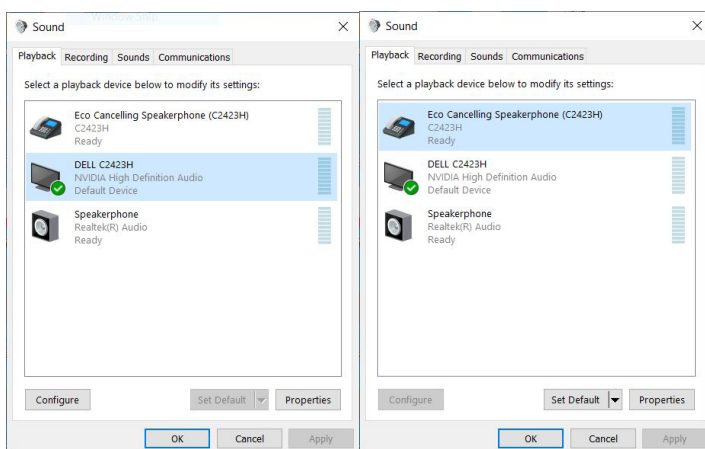 Window Snip
Sound
Playback Recording Sounds Communications
Select a playback device below to modify its settings:
Eco Cancelling Speakerphone (C2423H)
C2423H
Ready
DELL C2423H
NVIDIA High Definition Audio
Default Device
Speakerphone
Realtek(R) Audio
Ready
Configure Set Default Properties
OK Cancel Apply
Sound
Playback Recording Sounds Communications
Select a playback device below to modify its settings:
Eco Cancelling Speakerphone (C2423H)
C2423H
Ready
DELL C2423H
NVIDIA High Definition Audio
Default Device
Speakerphone
Realtek(R) Audio
Ready
Configure Set Default Properties
OK Cancel Apply